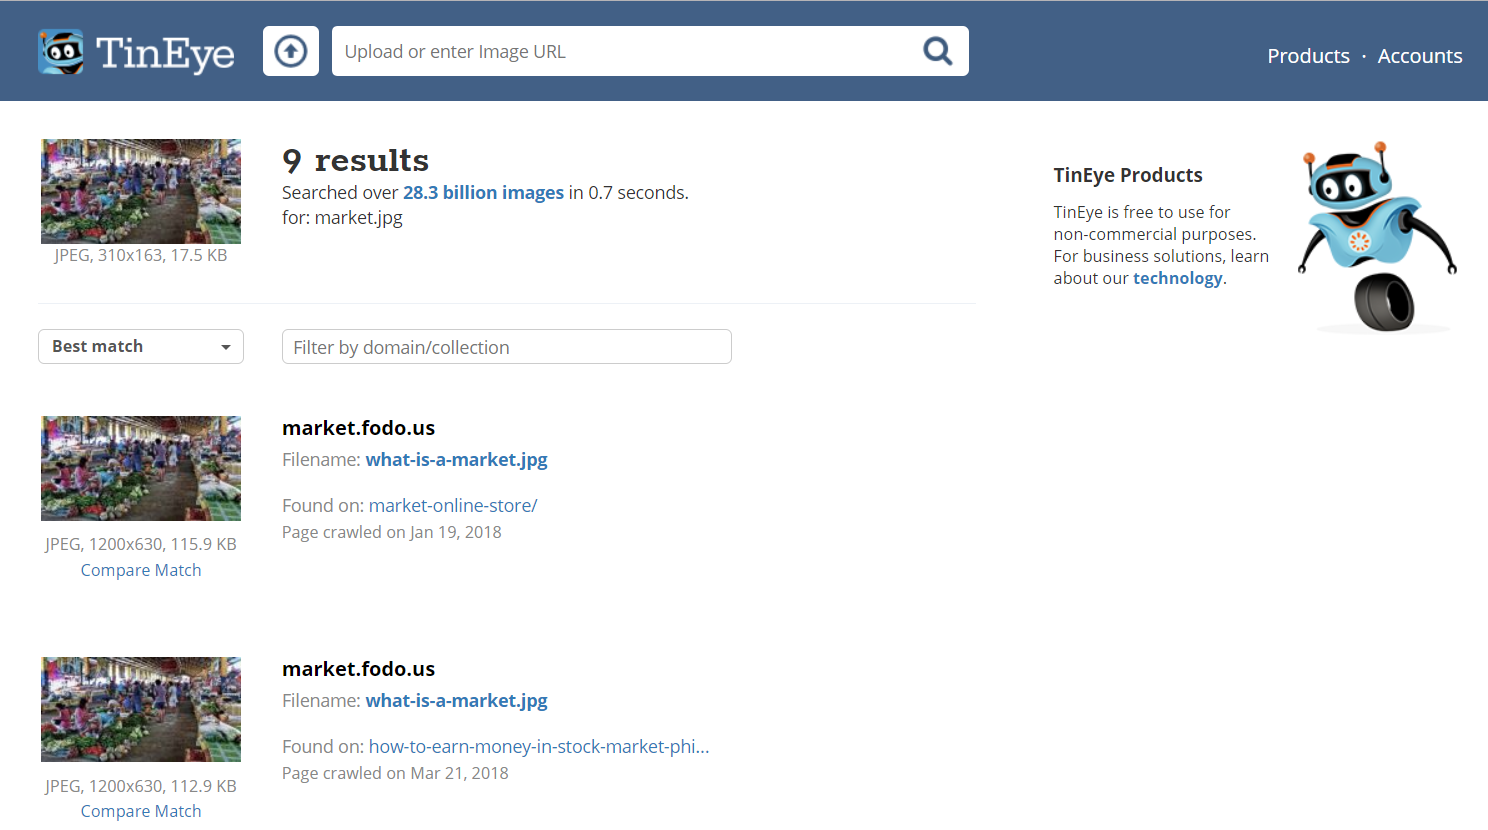 TinEye
Upload or enter Image URL
Products · Accounts
9 results
Searched over 28.3 billion images in 0.7 seconds.
for: market.jpg
JPEG, 310x163, 17.5 KB
TinEye Products
TinEye is free to use for
non-commercial purposes.
For business solutions, learn
about our technology.
Best match
Filter by domain/collection
market.fodo.us
Filename: what-is-a-market.jpg
Found on: market-online-store/
Page crawled on Jan 19, 2018
JPEG, 1200x630, 115.9 KB
Compare Match
market.fodo.us
Filename: what-is-a-market.jpg
Found on: how-to-earn-money-in-stock-market-phi...
Page crawled on Mar 21, 2018
JPEG, 1200x630, 112.9 KB
Compare Match